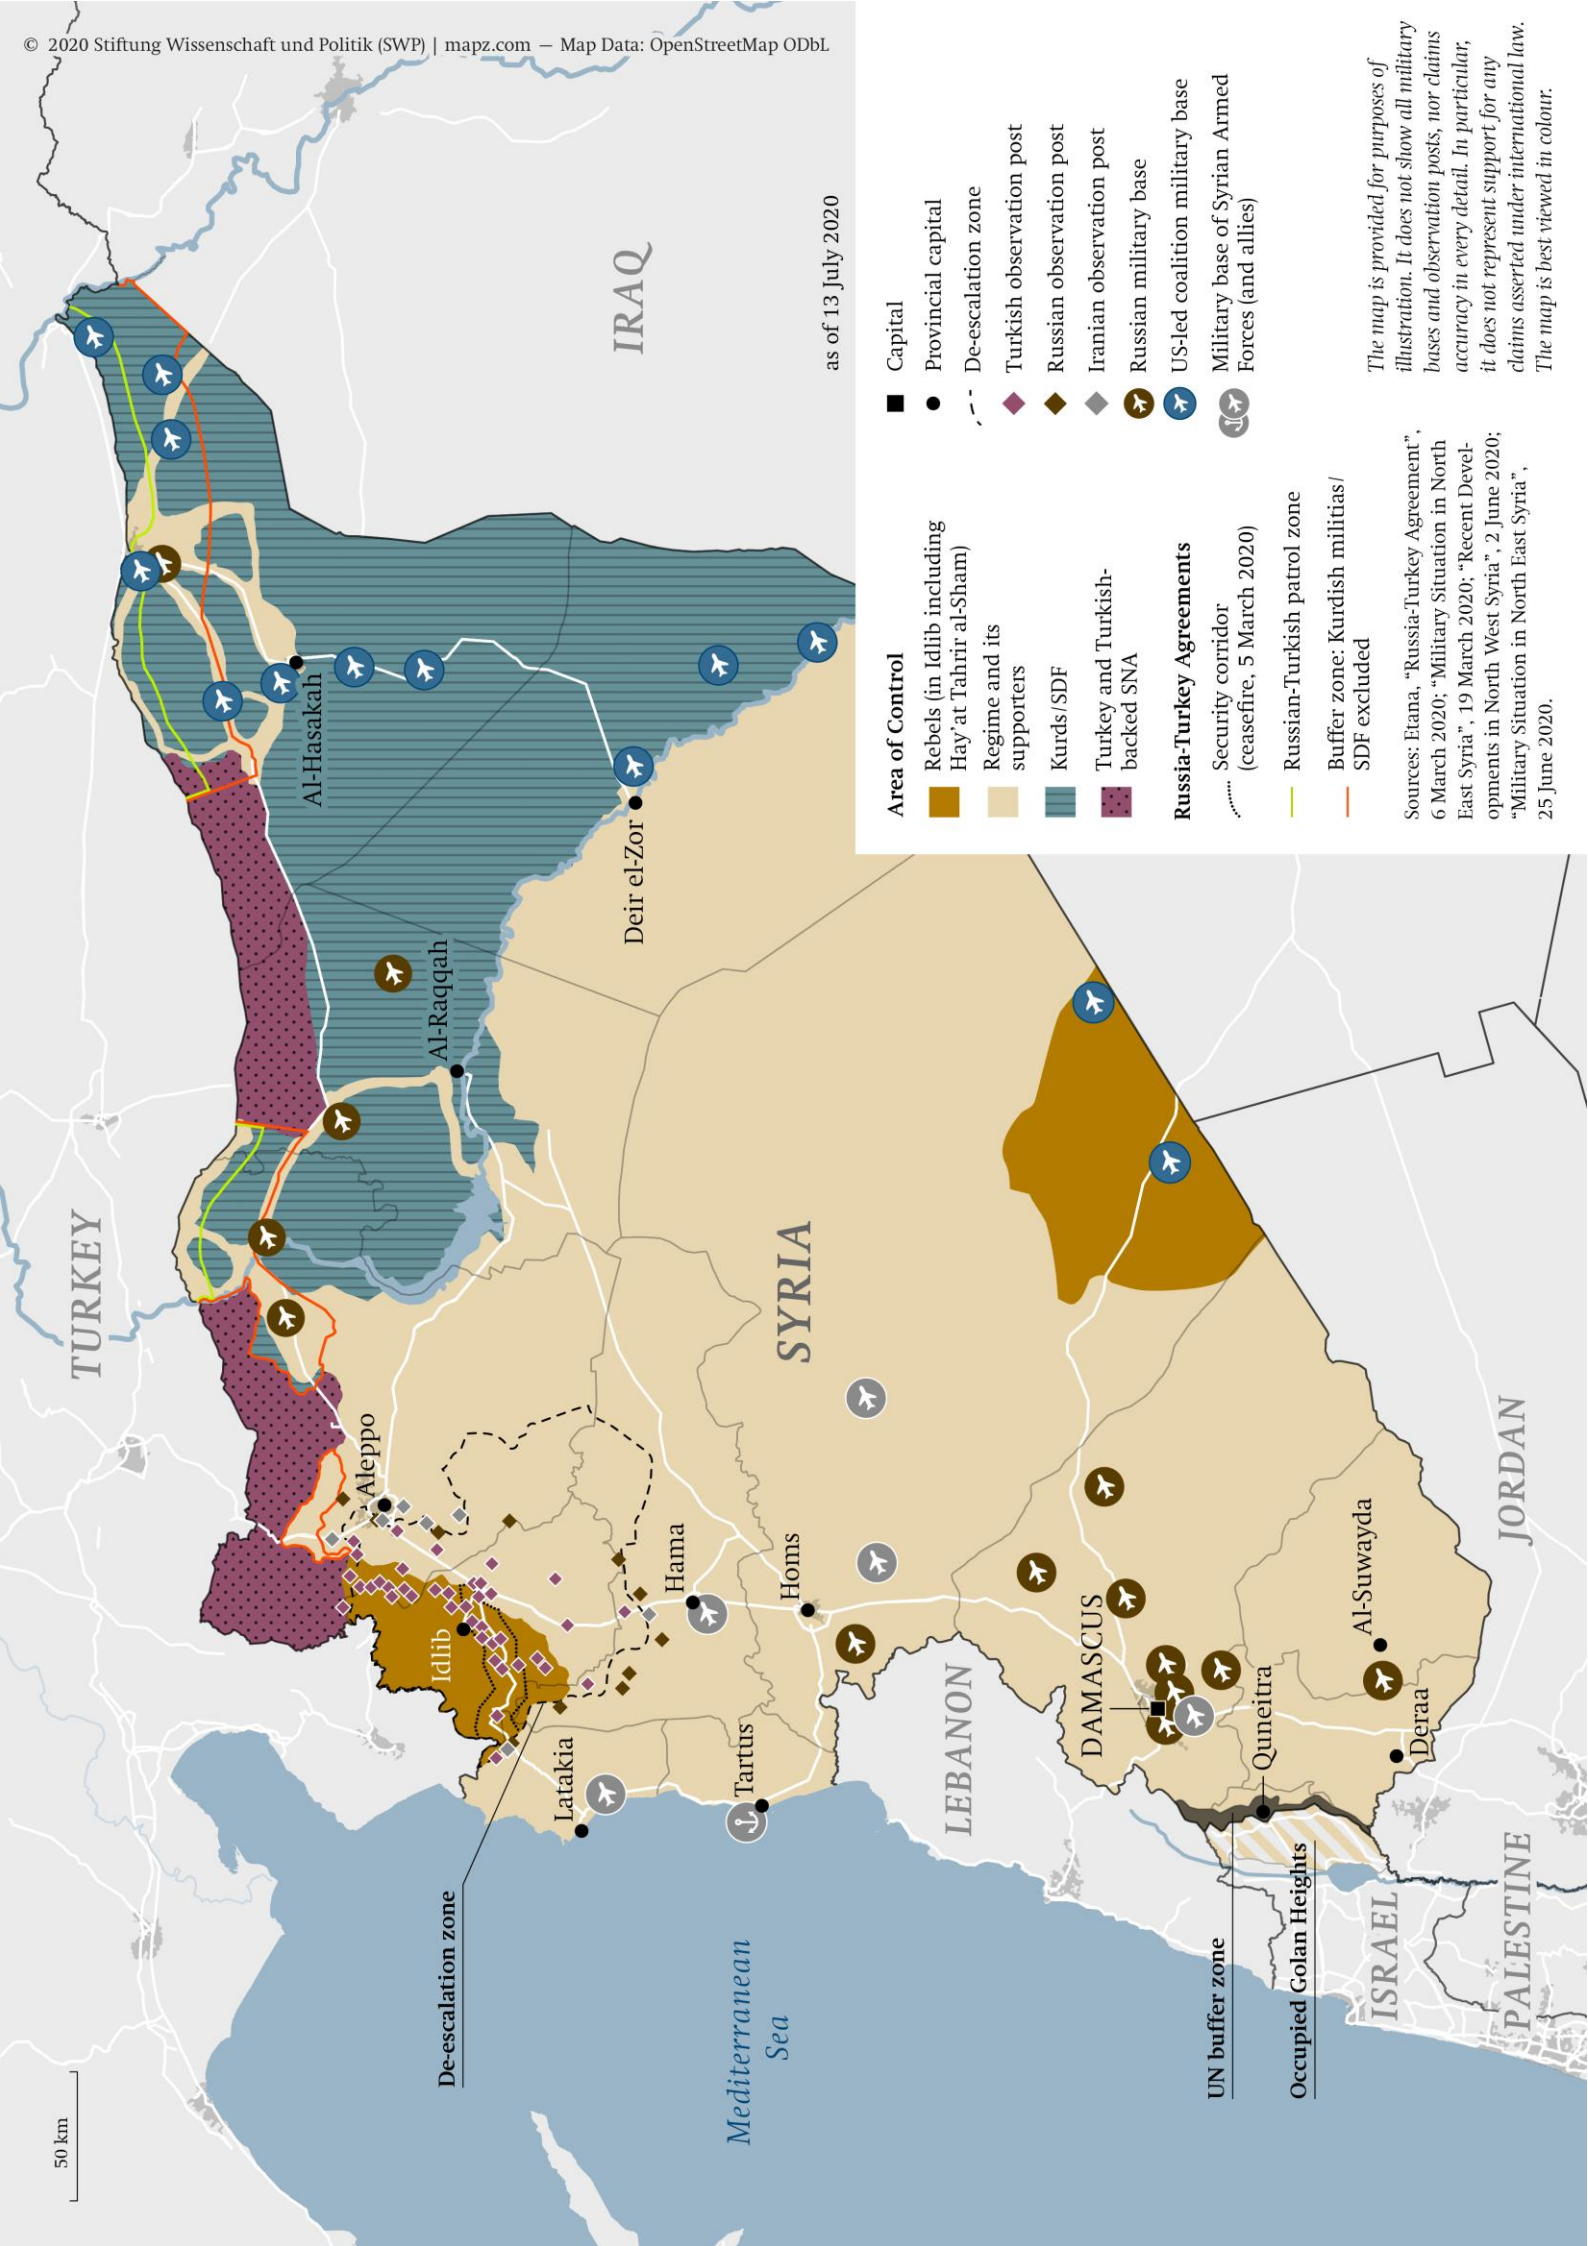 © 2020 Stiftung Wissenschaft und Politik (SWP) | mapz.com — Map Data: OpenStreetMap ODbL
50 km
TURKEY
IRAQ
SYRIA
LEBANON
JORDAN
ISRAEL
PALESTINE
Mediterranean
Sea
Al-Hasakah
Al-Raqqah
Deir el-Zor
Aleppo
Idlib
Hama
Homs
Latakia
Tartus
DAMASCUS
Quneitra
Al-Suwayda
Deraa
De-escalation zone
UN buffer zone
Occupied Golan Heights
as of 13 July 2020
Area of Control
Rebels (in Idlib including
Hay’at Tahrir al-Sham)
Regime and its
supporters
Kurds/SDF
Turkey and Turkish-
backed SNA
Russia-Turkey Agreements
Security corridor
(ceasefire, 5 March 2020)
Russian-Turkish patrol zone
Buffer zone: Kurdish militias/
SDF excluded
Capital
Provincial capital
De-escalation zone
Turkish observation post
Russian observation post
Iranian observation post
Russian military base
US-led coalition military base
Military base of Syrian Armed
Forces (and allies)
Sources: Etana, “Russia-Turkey Agreement”,
6 March 2020; “Military Situation in North
East Syria”, 19 March 2020; “Recent Devel-
opments in North West Syria”, 2 June 2020;
“Military Situation in North East Syria”,
25 June 2020.
The map is provided for purposes of
illustration. It does not show all military
bases and observation posts, nor claims
accuracy in every detail. In particular,
it does not represent support for any
claims asserted under international law.
The map is best viewed in colour.